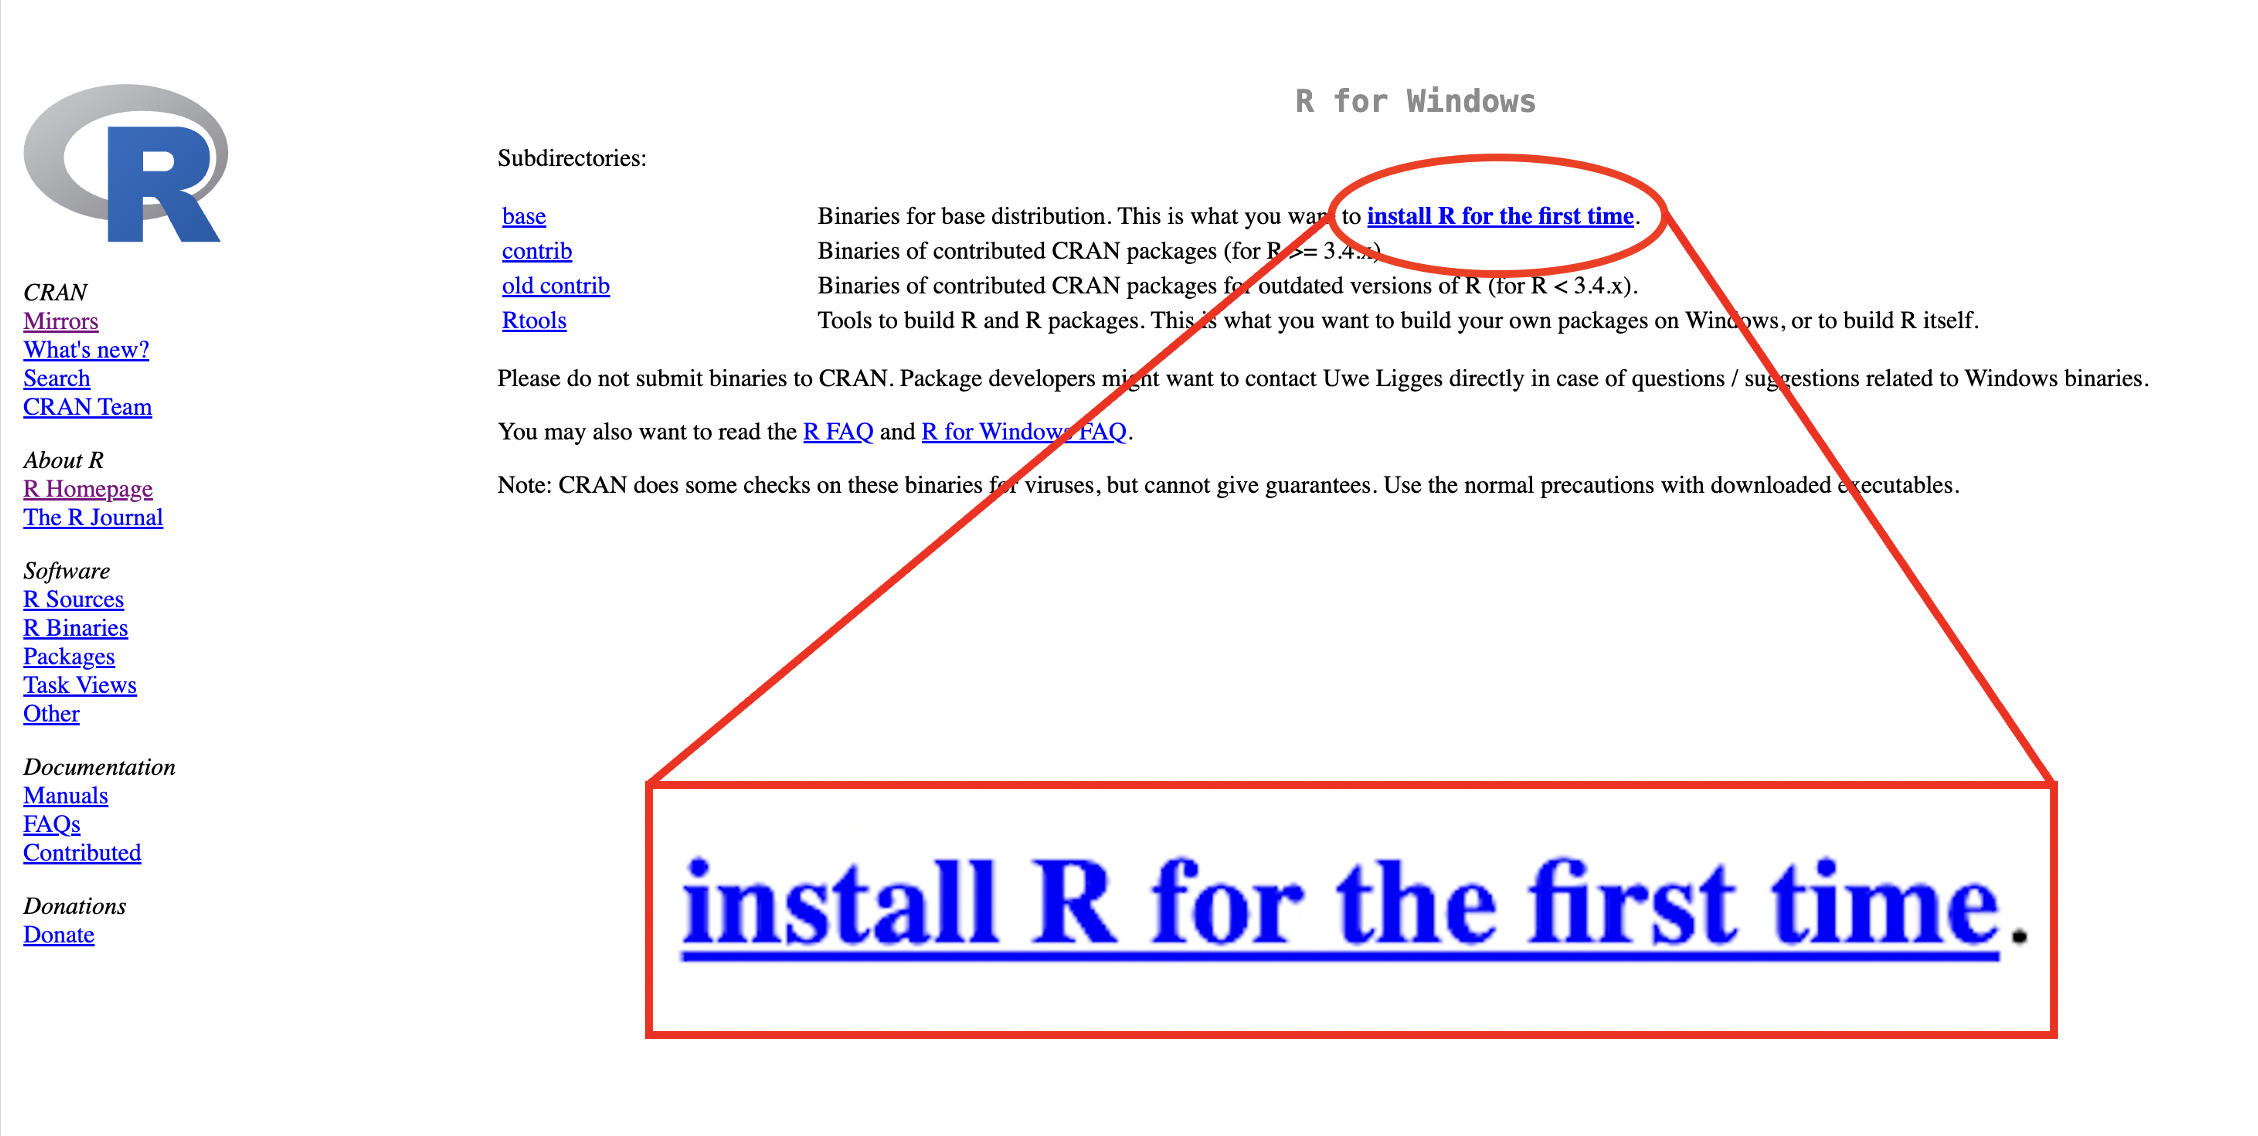 R
R for Windows
Subdirectories:
base Binaries for base distribution. This is what you want to install R for the first time.
contrib Binaries of contributed CRAN packages (for R >= 3.4.x)
old contrib Binaries of contributed CRAN packages for outdated versions of R (for R < 3.4.x).
Rtools Tools to build R and R packages. This is what you want to build your own packages on Windows, or to build R itself.
Please do not submit binaries to CRAN. Package developers might want to contact Uwe Ligges directly in case of questions / suggestions related to Windows binaries.
You may also want to read the R FAQ and R for Windows FAQ.
Note: CRAN does some checks on these binaries for viruses, but cannot give guarantees. Use the normal precautions with downloaded executables.
CRAN
Mirrors
What's new?
Search
CRAN Team
About R
R Homepage
The R Journal
Software
R Sources
R Binaries
Packages
Task Views
Other
Documentation
Manuals
FAQs
Contributed
Donations
Donate
install R for the first time.